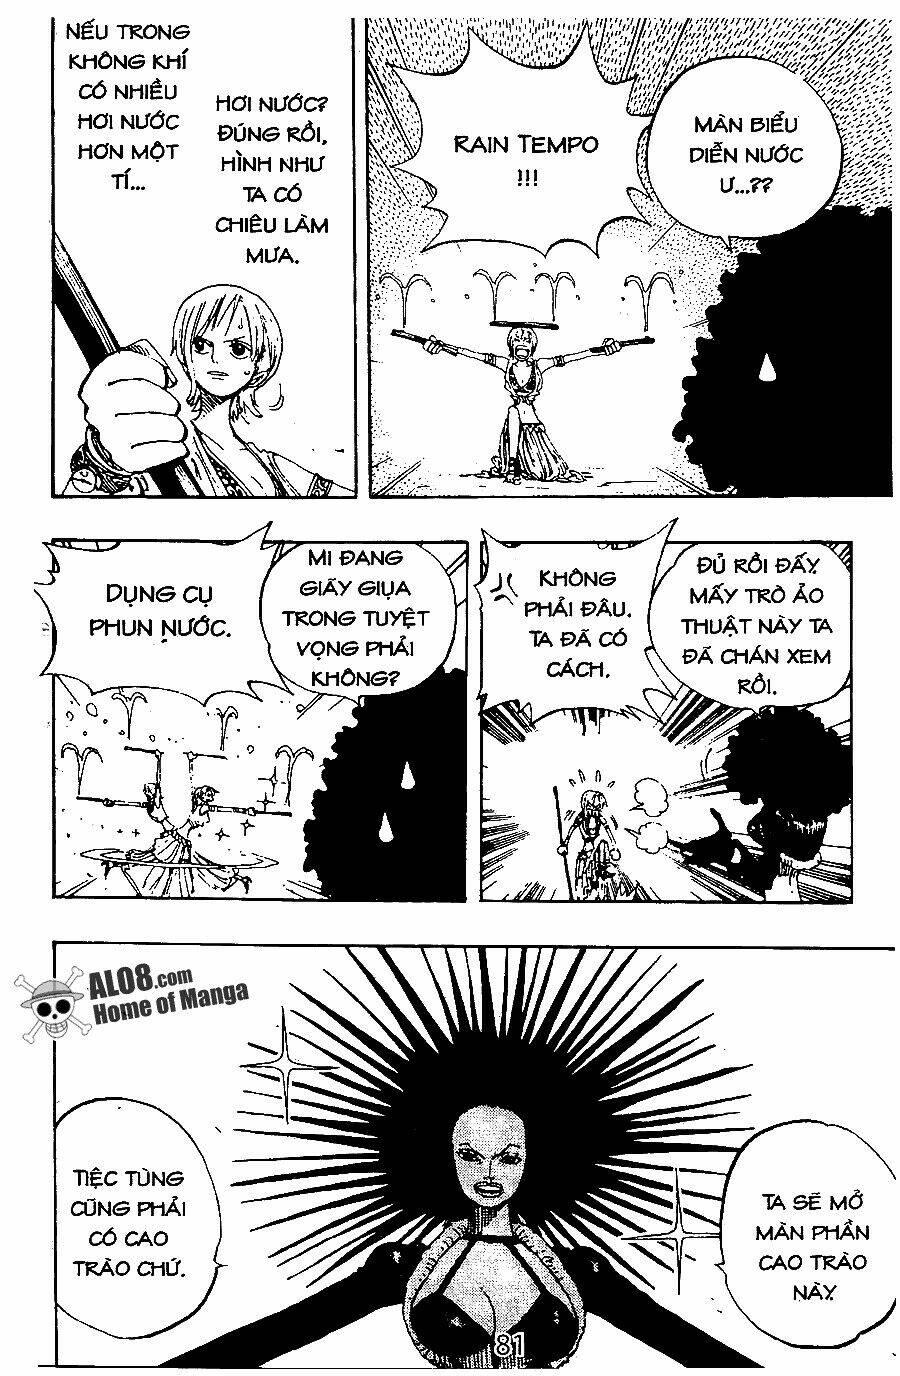 NẾU TRONG
KHÔNG KHÍ
CÓ NHIỀU
HƠI NƯỚC
HƠN MỘT
TÍ...
HƠI NƯỚC?
ĐÚNG RỒI,
HÌNH NHƯ
TA CÓ
CHIÊU LÀM
MƯA.
RAIN TEMPO
!!!
MÀN BIỂU
DIỄN NƯỚC
Ư...??
DỤNG CỤ
PHUN NƯỚC.
MI ĐANG
GIÃY GIỤA
TRONG TUYỆT
VỌNG PHẢI
KHÔNG?
KHÔNG
PHẢI ĐÂU.
TA ĐÃ CÓ
CÁCH.
ĐỦ RỒI ĐẤY.
MẤY TRÒ ẢO
THUẬT NÀY TA
ĐÃ CHÁN XEM
RỒI.
AL08.com
Home of Manga
TIỆC TÙNG
CŨNG PHẢI
CÓ CAO
TRÀO CHỨ.
TA SẼ MỞ
MÀN PHẦN
CAO TRÀO
NÀY.
81